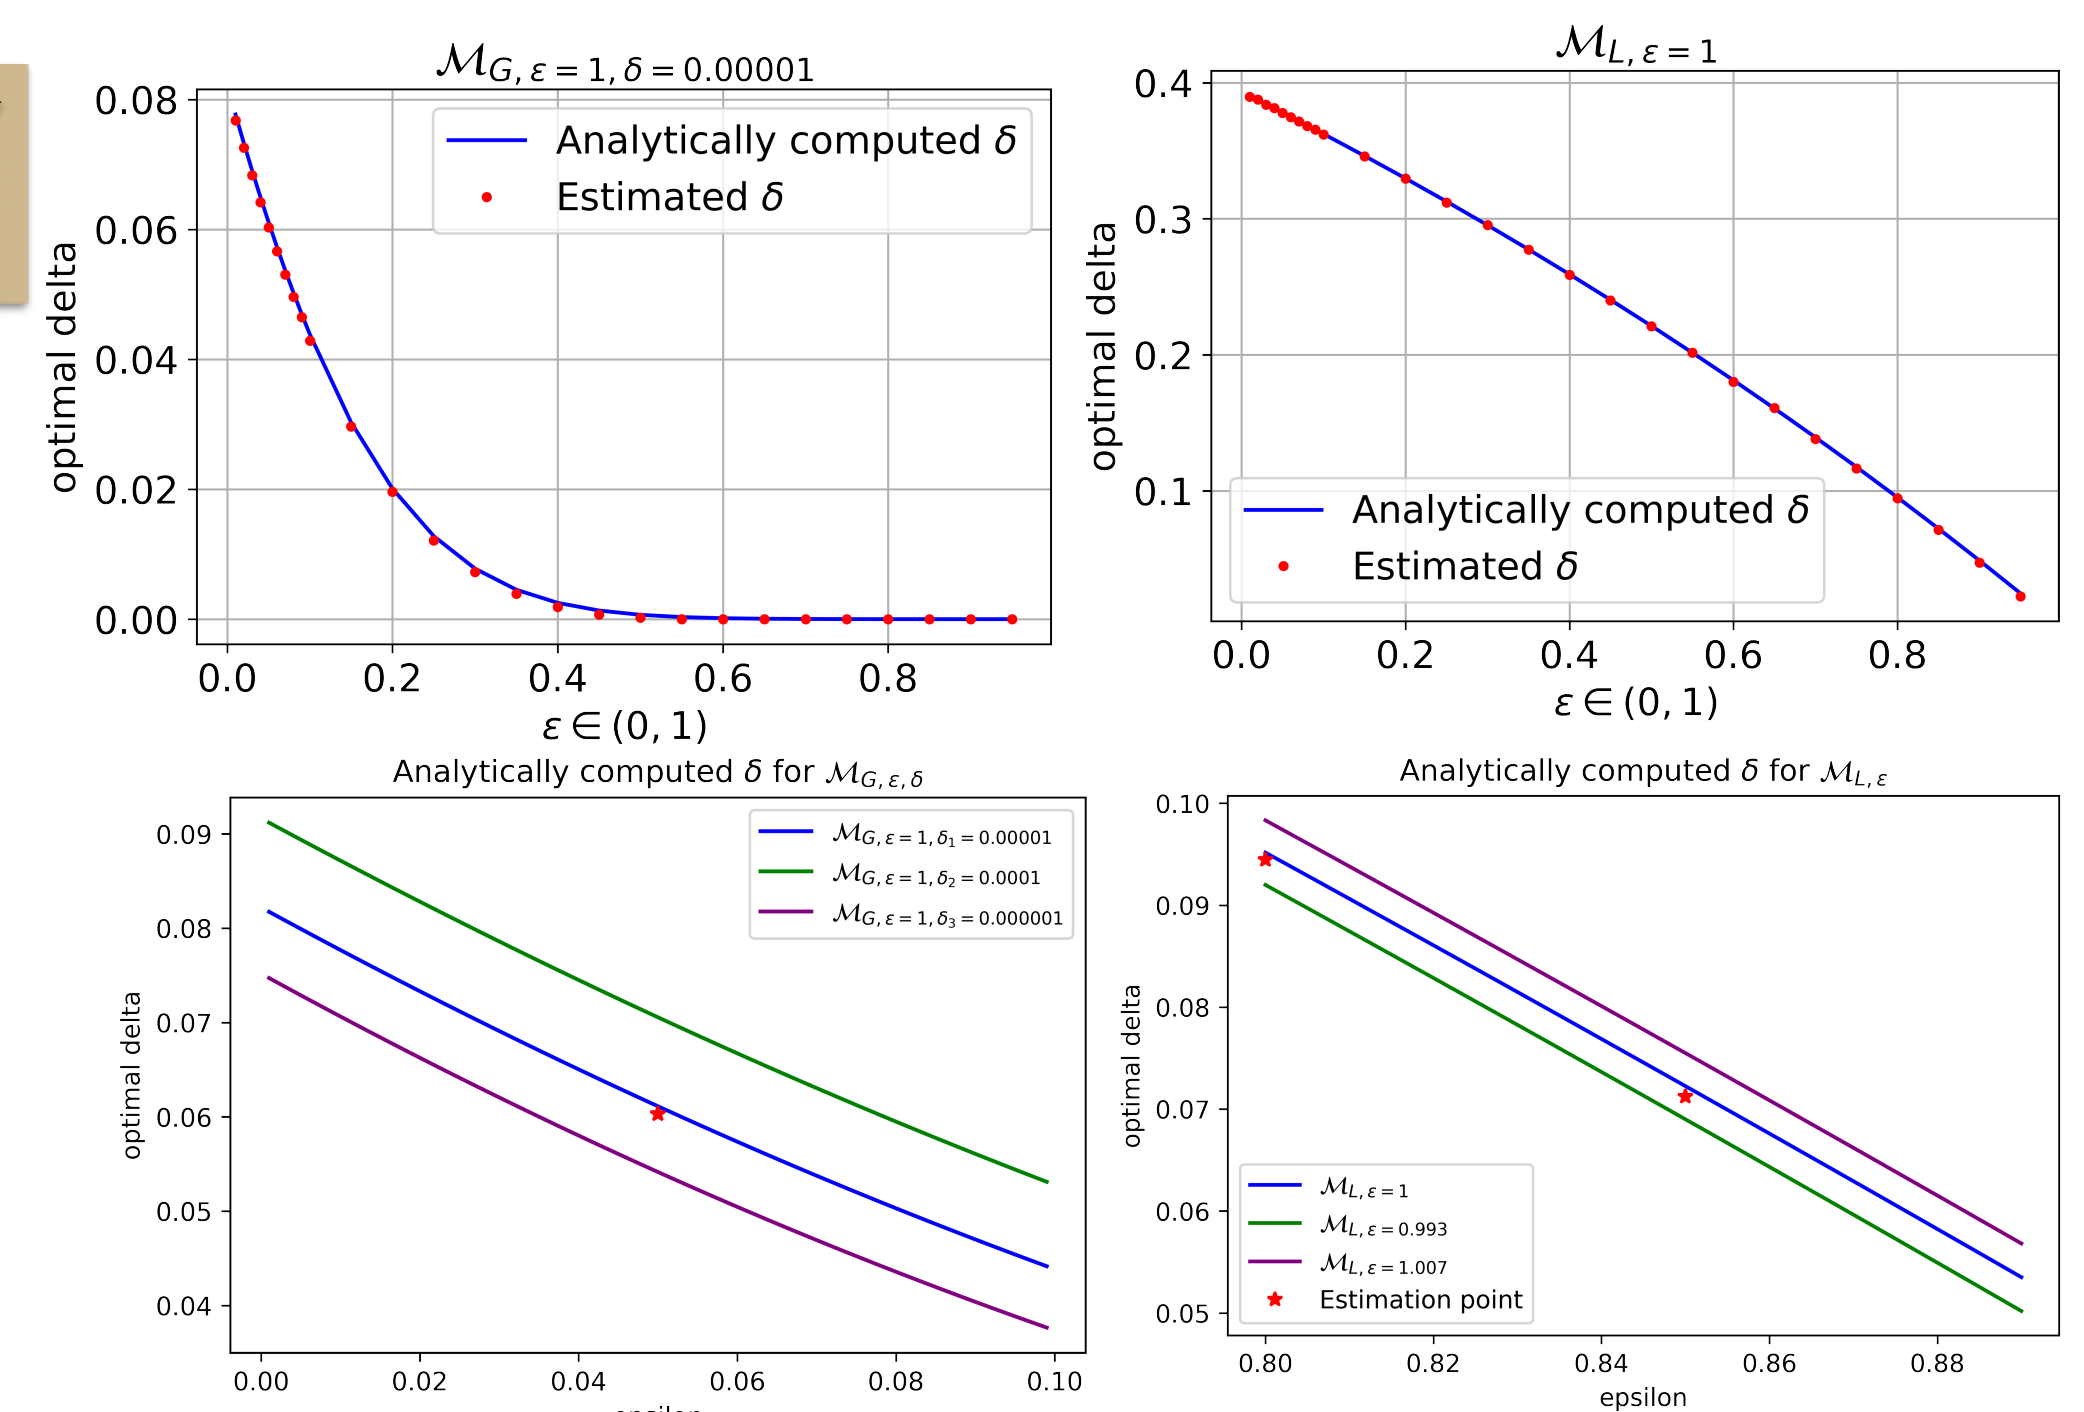 ℳG, ε = 1, δ = 0.00001
0.08
0.06
0.04
0.02
0.00
optimal delta
Analytically computed δ
Estimated δ
0.0 0.2 0.4 0.6 0.8
ε ∈ (0, 1)
ℳL, ε = 1
0.4
0.3
0.2
0.1
optimal delta
Analytically computed δ
Estimated δ
0.0 0.2 0.4 0.6 0.8
ε ∈ (0, 1)
Analytically computed δ for ℳG, ε, δ
0.09
0.08
0.07
0.06
0.05
0.04
optimal delta
ℳG, ε = 1, δ1 = 0.00001
ℳG, ε = 1, δ2 = 0.0001
ℳG, ε = 1, δ3 = 0.000001
0.00 0.02 0.04 0.06 0.08 0.10
Analytically computed δ for ℳL, ε
0.10
0.09
0.08
0.07
0.06
0.05
optimal delta
ℳL, ε = 1
ℳL, ε = 0.993
ℳL, ε = 1.007
Estimation point
0.80 0.82 0.84 0.86 0.88
epsilon